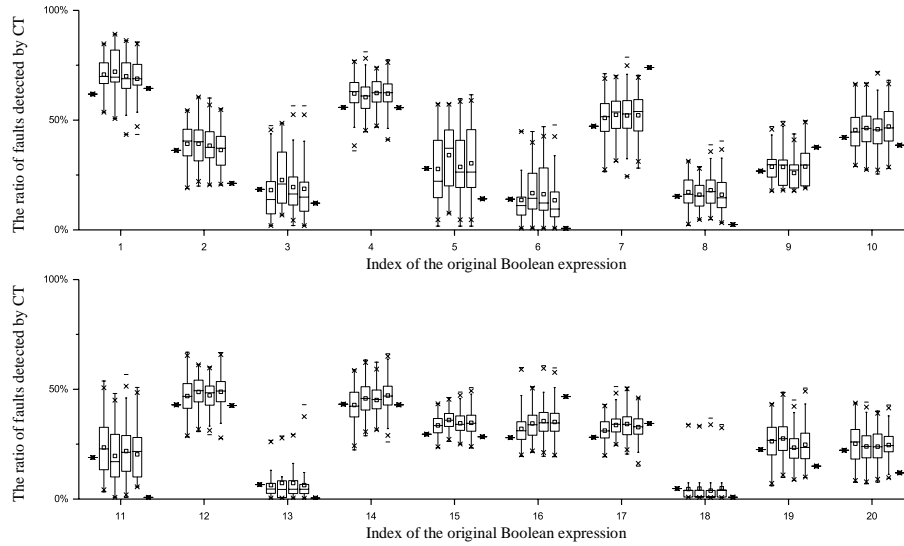 The ratio of faults detected by CT
100%
50%
0%
1 2 3 4 5 6 7 8 9 10
Index of the original Boolean expression
The ratio of faults detected by CT
100%
50%
0%
11 12 13 14 15 16 17 18 19 20
Index of the original Boolean expression